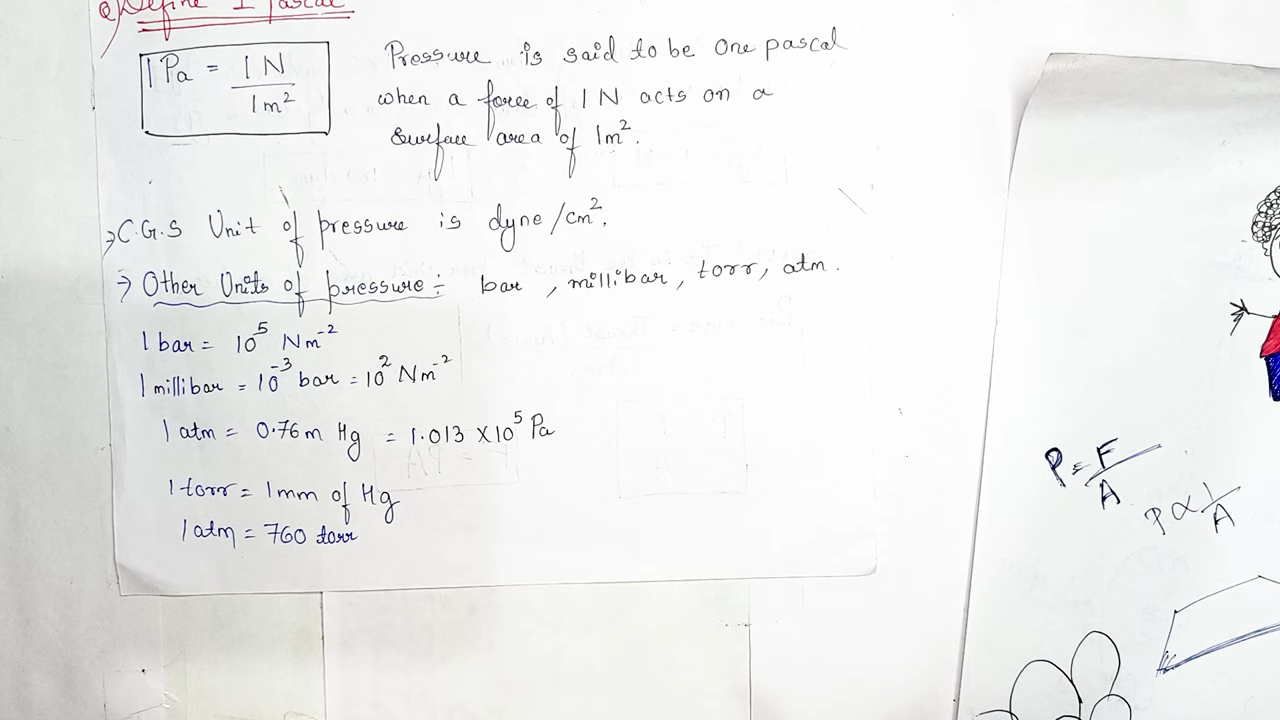 Q) Define 1 Pascal
1 Pa = 1 N / 1 m²
Pressure is said to be One pascal
when a force of 1 N acts on a
Surface area of 1m².
→ C.G.S Unit of pressure is dyne/cm².
→ Other Units of pressure :- bar, millibar, torr, atm.
1 bar = 10⁵ Nm⁻²
1 millibar = 10⁻³ bar = 10² Nm⁻²
1 atm = 0.76 m Hg = 1.013 × 10⁵ Pa
1 torr = 1mm of Hg
1 atm = 760 torr
P = F/A
P ∝ 1/A